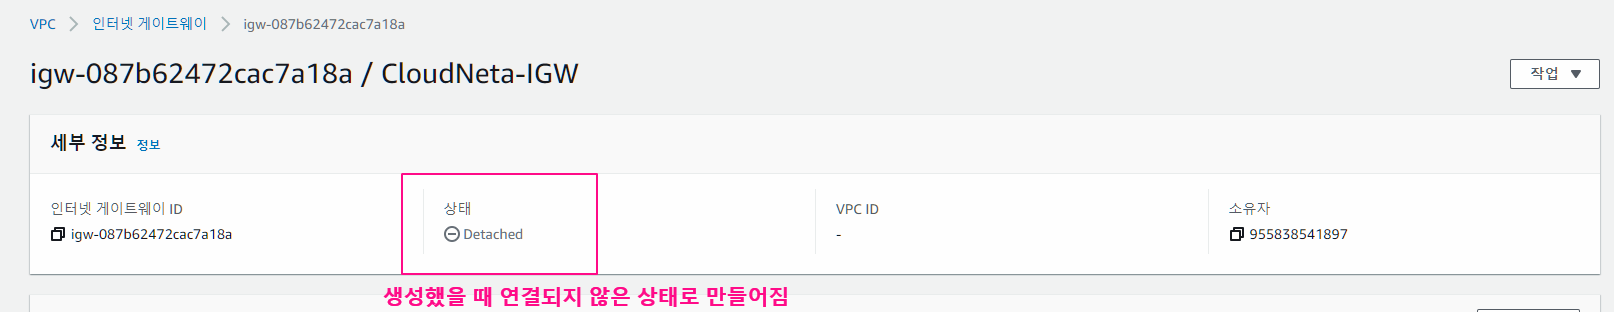 VPC > 인터넷 게이트웨이 > igw-087b62472cac7a18a
igw-087b62472cac7a18a / CloudNeta-IGW
작업 ▼
세부 정보 정보
인터넷 게이트웨이 ID
igw-087b62472cac7a18a
상태
Detached
VPC ID
-
소유자
955838541897
생성했을 때 연결되지 않은 상태로 만들어짐